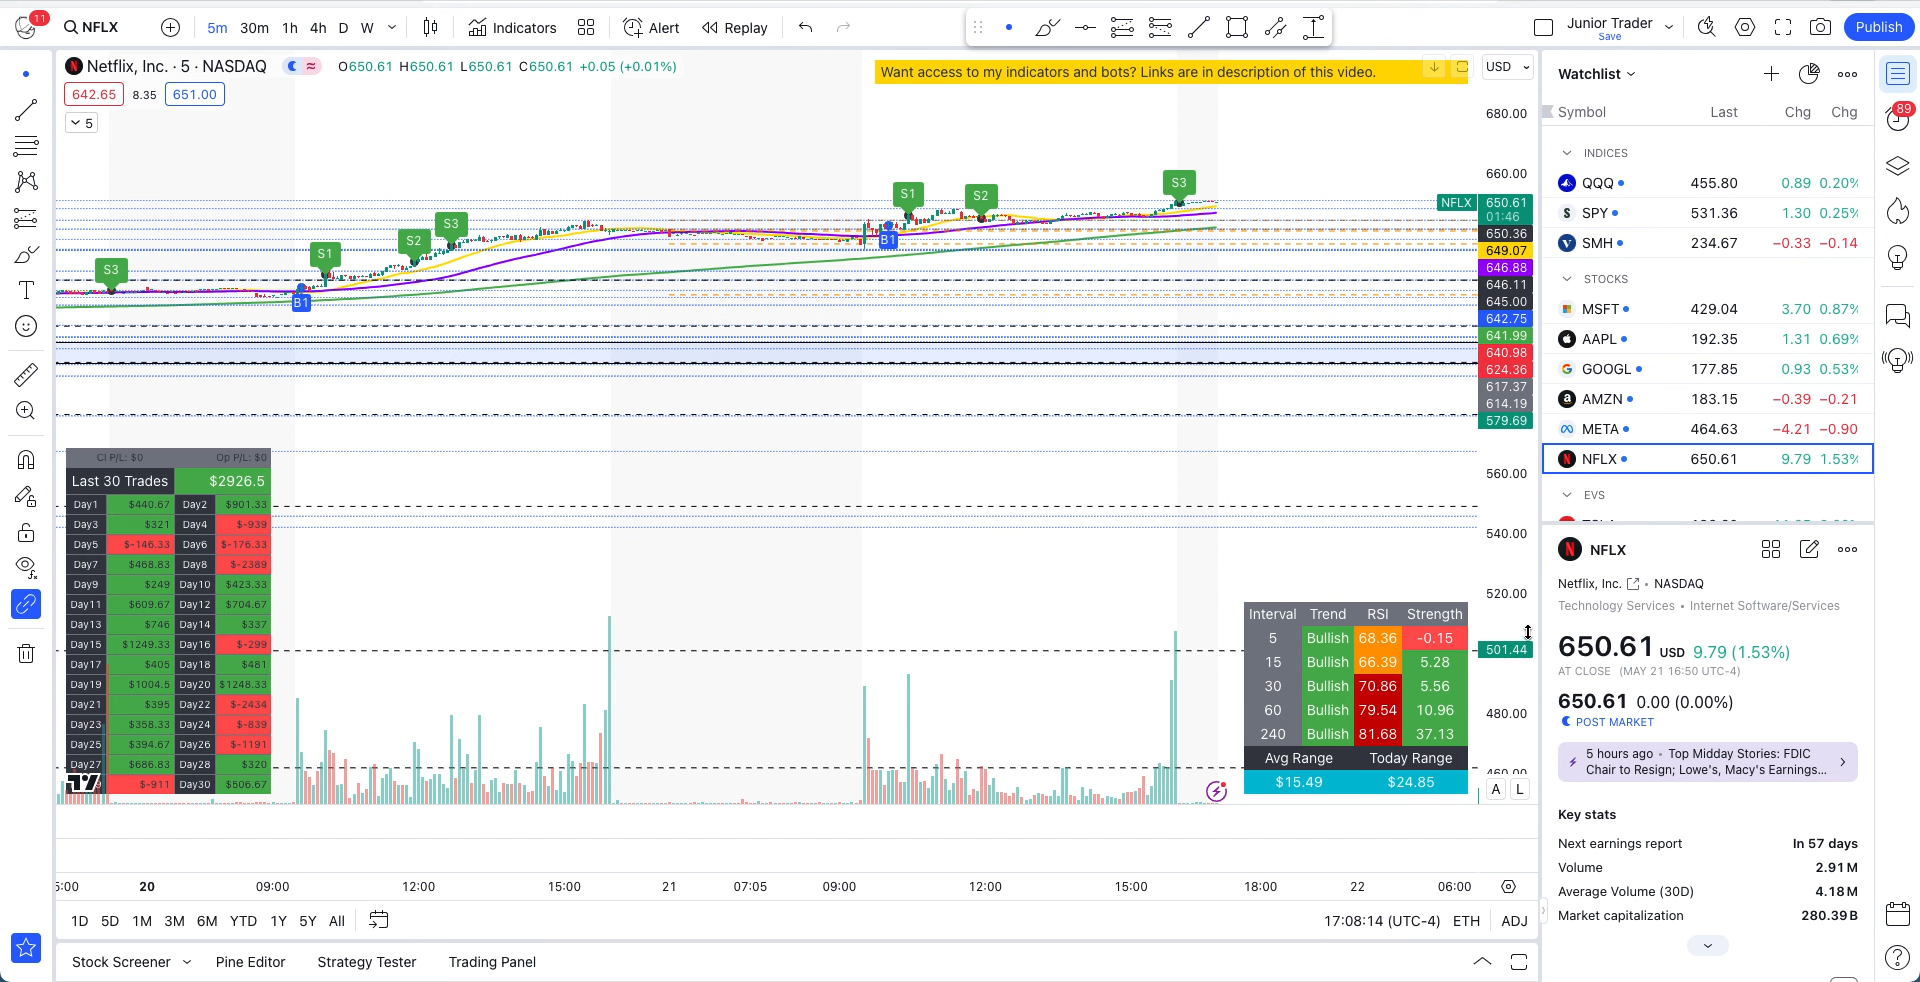 11
NFLX
5m 30m 1h 4h D W
Indicators
Alert
Replay
Junior Trader
Save
Publish
Netflix, Inc. · 5 · NASDAQ
O650.61 H650.61 L650.61 C650.61 +0.05 (+0.01%)
642.65 8.35 651.00
5
Want access to my indicators and bots? Links are in description of this video.
USD
680.00
660.00
NFLX 650.61
01:46
650.36
649.07
646.88
646.11
645.00
642.75
641.99
640.98
624.36
617.37
614.19
579.69
560.00
540.00
520.00
501.44
480.00
460.00
A L
S3
B1
S1
S2
S3
B1
S1
S2
S3
Cl P/L: $0 Op P/L: $0
Last 30 Trades $2926.5
Day1 $440.67 Day2 $901.33
Day3 $321 Day4 $-939
Day5 $-146.33 Day6 $-176.33
Day7 $468.83 Day8 $-2389
Day9 $249 Day10 $423.33
Day11 $609.67 Day12 $704.67
Day13 $746 Day14 $337
Day15 $1249.33 Day16 $-299
Day17 $405 Day18 $481
Day19 $1004.5 Day20 $1248.33
Day21 $395 Day22 $-2434
Day23 $358.33 Day24 $-839
Day25 $394.67 Day26 $-1191
Day27 $686.83 Day28 $320
$-911 Day30 $506.67
Interval Trend RSI Strength
5 Bullish 68.36 -0.15
15 Bullish 66.39 5.28
30 Bullish 70.86 5.56
60 Bullish 79.54 10.96
240 Bullish 81.68 37.13
Avg Range Today Range
$15.49 $24.85
5:00 20 09:00 12:00 15:00 21 07:05 09:00 12:00 15:00 18:00 22 06:00
1D 5D 1M 3M 6M YTD 1Y 5Y All
17:08:14 (UTC-4) ETH ADJ
Stock Screener Pine Editor Strategy Tester Trading Panel
Watchlist
Symbol Last Chg Chg
INDICES
QQQ 455.80 0.89 0.20%
SPY 531.36 1.30 0.25%
SMH 234.67 −0.33 −0.14
STOCKS
MSFT 429.04 3.70 0.87%
AAPL 192.35 1.31 0.69%
GOOGL 177.85 0.93 0.53%
AMZN 183.15 −0.39 −0.21
META 464.63 −4.21 −0.90
NFLX 650.61 9.79 1.53%
EVS
NFLX
Netflix, Inc. • NASDAQ
Technology Services • Internet Software/Services
650.61 USD 9.79 (1.53%)
AT CLOSE (MAY 21 16:50 UTC-4)
650.61 0.00 (0.00%)
POST MARKET
5 hours ago • Top Midday Stories: FDIC
Chair to Resign; Lowe's, Macy's Earnings...
Key stats
Next earnings report In 57 days
Volume 2.91M
Average Volume (30D) 4.18M
Market capitalization 280.39B
89